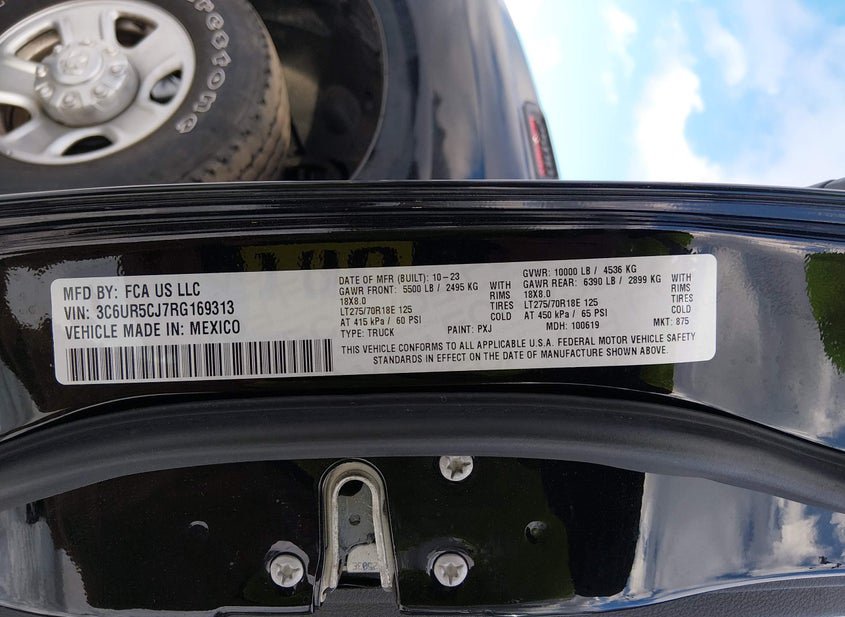 Firestone
MFD BY: FCA US LLC
VIN: 3C6UR5CJ7RG169313
VEHICLE MADE IN: MEXICO
DATE OF MFR (BUILT): 10-23
GAWR FRONT: 5500 LB / 2495 KG WITH
18X8.0 RIMS
LT275/70R18E 125 TIRES
AT 415 kPa / 60 PSI COLD
TYPE: TRUCK PAINT: PXJ
GVWR: 10000 LB / 4536 KG
GAWR REAR: 6390 LB / 2899 KG WITH
18X8.0 RIMS
LT275/70R18E 125 TIRES
AT 450 kPa / 65 PSI COLD
MDH: 100619 MKT: 875
THIS VEHICLE CONFORMS TO ALL APPLICABLE U.S.A. FEDERAL MOTOR VEHICLE SAFETY
STANDARDS IN EFFECT ON THE DATE OF MANUFACTURE SHOWN ABOVE.